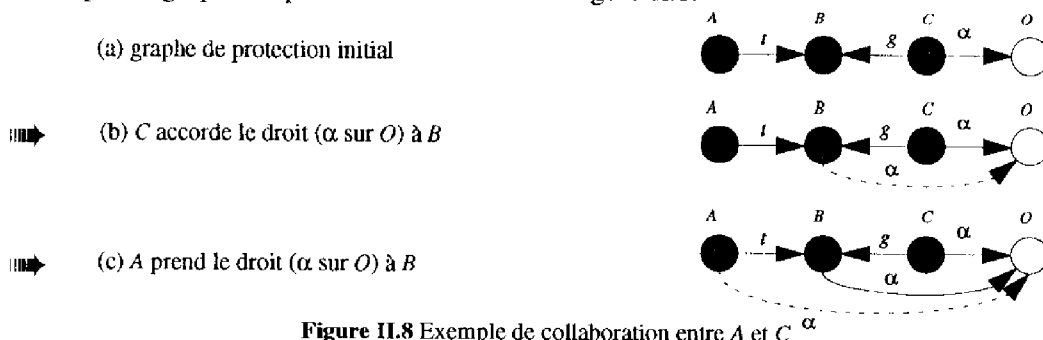 A B C O
(a) graphe de protection initial
t g α
A B C O
(b) C accorde le droit (α sur O) à B
t g α
α
A B C O
(c) A prend le droit (α sur O) à B
t g α
α
α
Figure II.8 Exemple de collaboration entre A et C